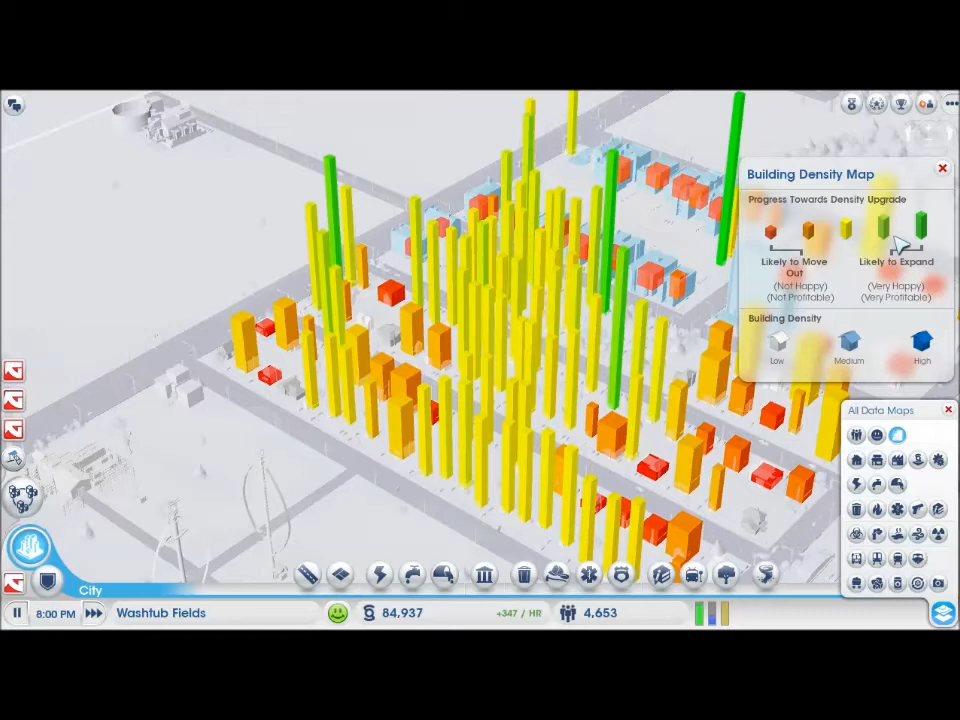 Building Density Map
Progress Towards Density Upgrade
Likely to Move
Out
(Not Happy)
(Not Profitable)
Likely to Expand
(Very Happy)
(Very Profitable)
Building Density
Low
Medium
High
All Data Maps
City
8:00 PM
Washtub Fields
84,937
+347 / HR
4,653